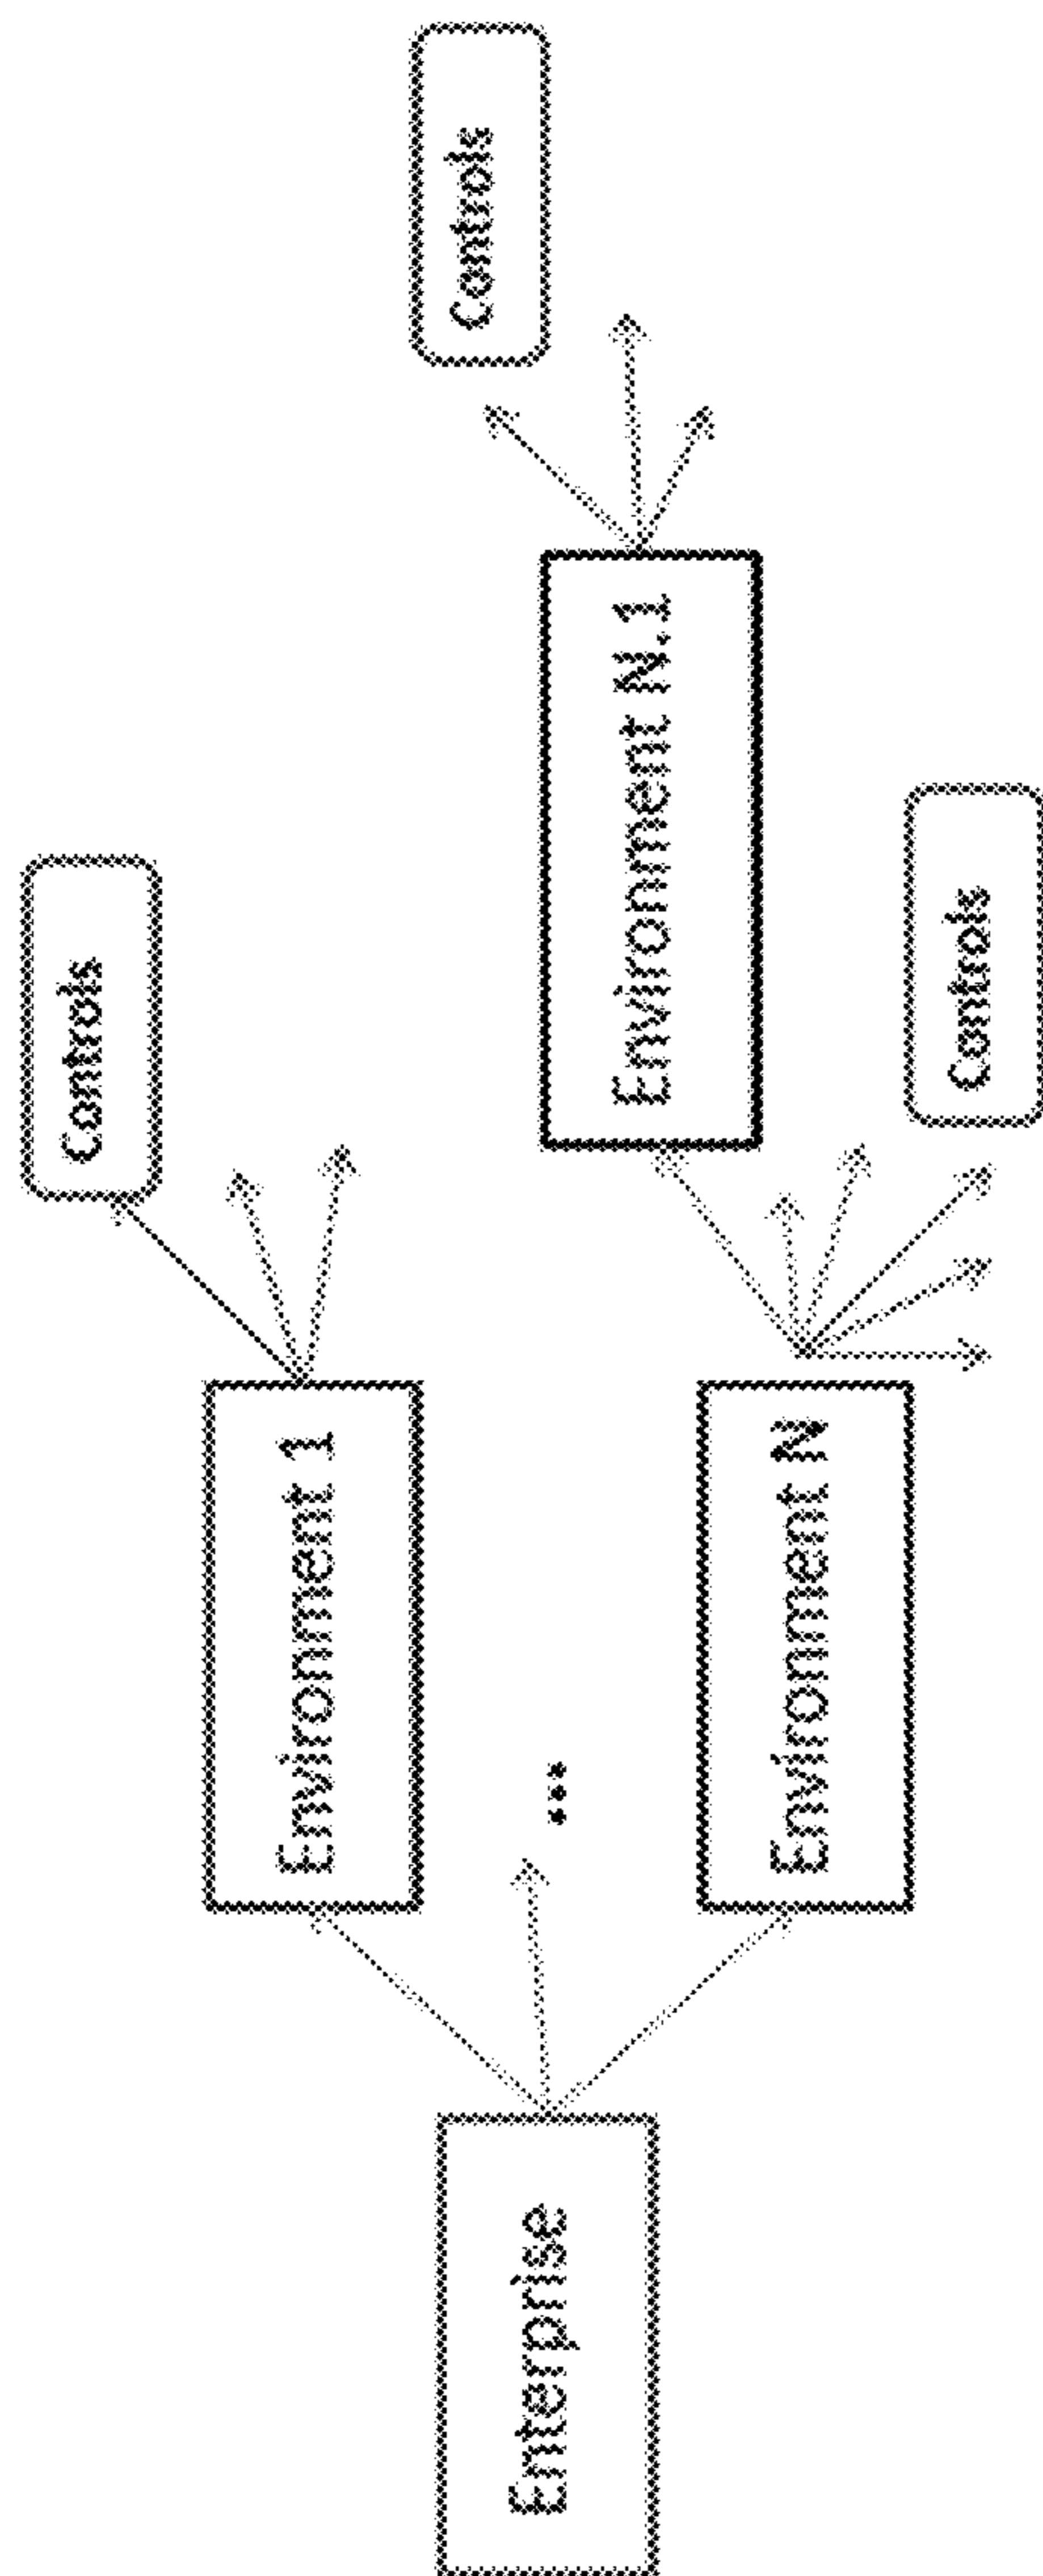 Enterprise
Environment 1
...
Environment N
Controls
Environment N.1
Controls
Controls